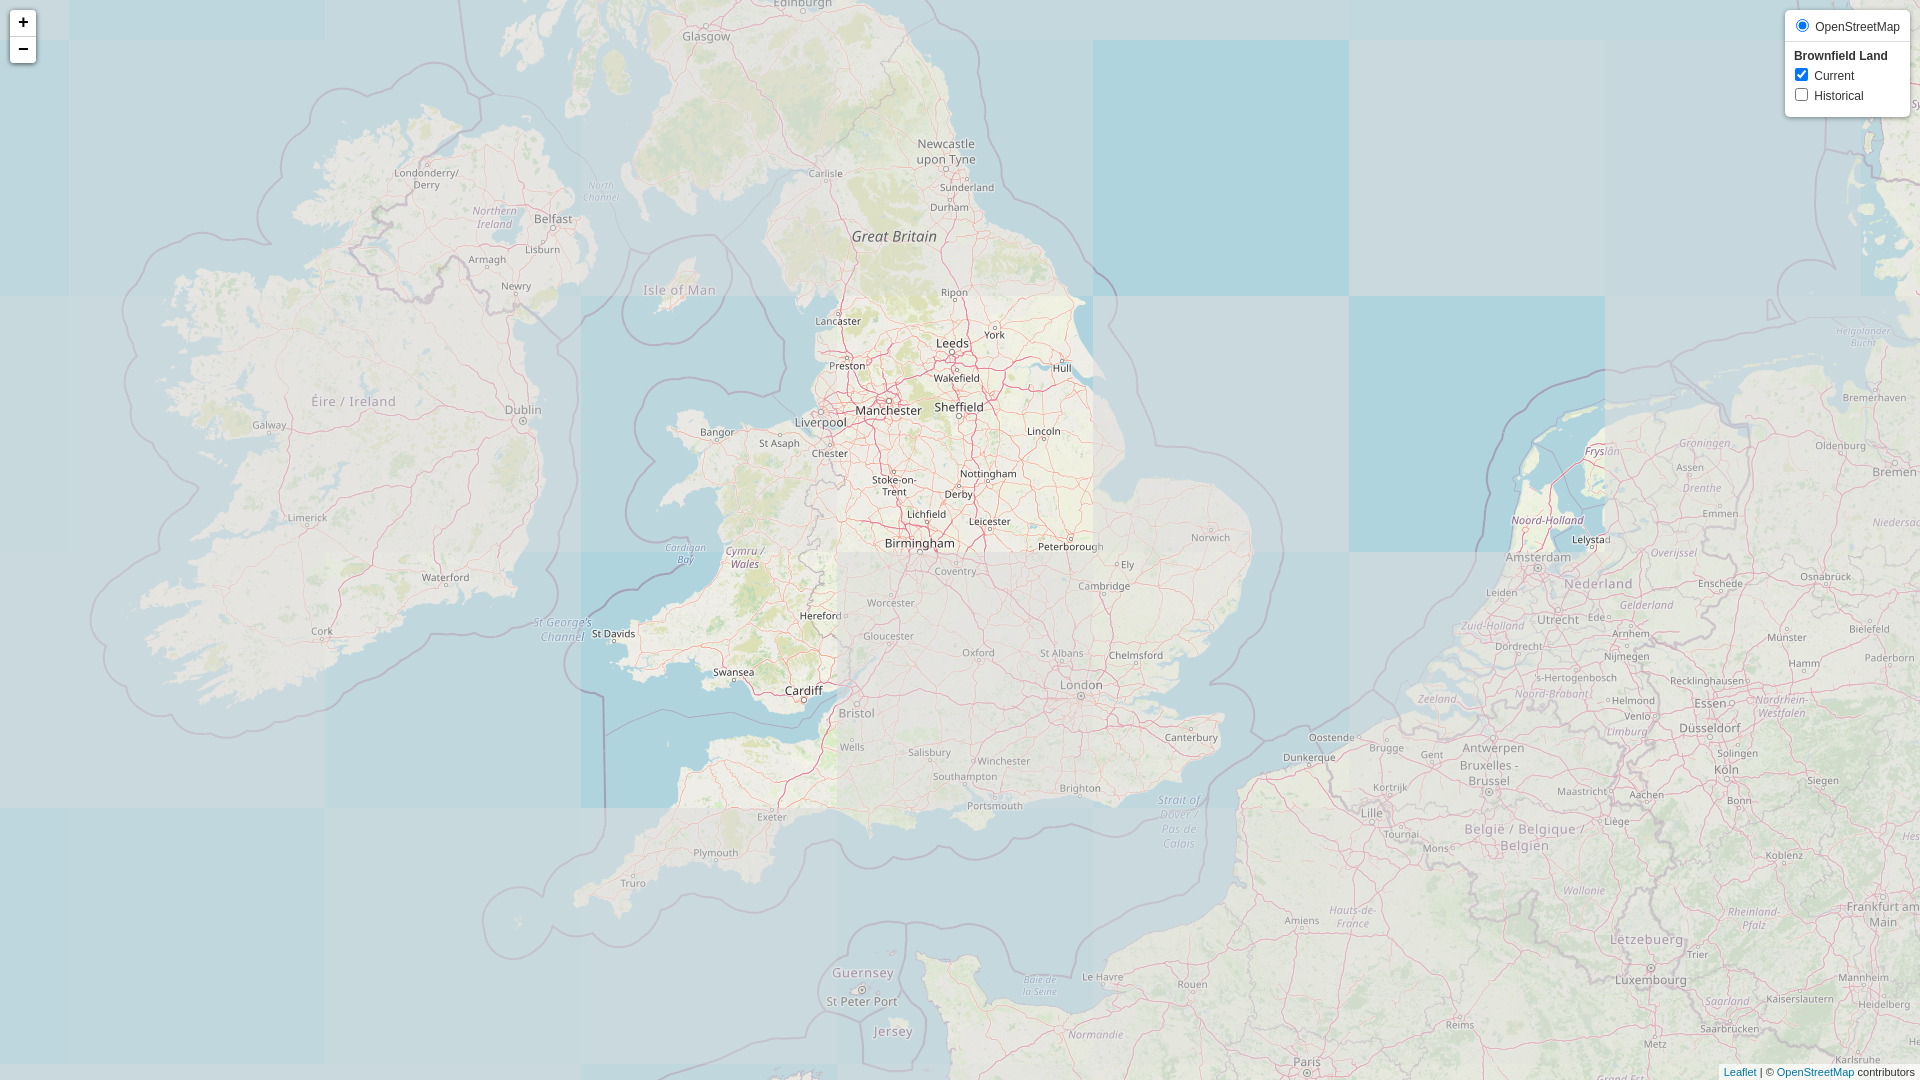 +
−
OpenStreetMap
Brownfield Land
Current
Historical
Edinburgh
Glasgow
Newcastle
upon Tyne
Londonderry/
Derry
Carlisle
North
Channel
Sunderland
Durham
Northern
Ireland
Belfast
Great Britain
Lisburn
Armagh
Newry
Isle of Man
Ripon
Lancaster
York
Helgoländer
Bucht
Leeds
Preston
Hull
Wakefield
Bremerhaven
Éire / Ireland
Dublin
Manchester
Sheffield
Galway
Liverpool
Bangor
Lincoln
St Asaph
Groningen
Oldenburg
Chester
Fryslân
Assen
Bremen
Nottingham
Stoke-on-
Trent
Derby
Drenthe
Limerick
Lichfield
Leicester
Noord-Holland
Emmen
Niedersac
Norwich
Birmingham
Peterborough
Lelystad
Cardigan
Bay
Cymru /
Wales
Amsterdam
Overijssel
Coventry
Ely
Waterford
Cambridge
Nederland
Enschede
Osnabrück
Leiden
Worcester
Gelderland
Hereford
St George's
Channel
St Davids
Cork
Gloucester
Zuid-Holland
Utrecht
Ede
Arnhem
Münster
Bielefeld
Oxford
St Albans
Chelmsford
Dordrecht
Nijmegen
Hamm
Paderborn
Swansea
Cardiff
London
's-Hertogenbosch
Recklinghausen
Zeeland
Noord-Brabant
Helmond
Essen
Nordrhein-
Westfalen
Bristol
Venlo
Düsseldorf
Canterbury
Oostende
Limburg
Wells
Salisbury
Brugge
Gent
Antwerpen
Solingen
Dunkerque
Winchester
Bruxelles -
Brussel
Köln
Southampton
Siegen
Brighton
Kortrijk
Maastricht
Aachen
Strait of
Dover /
Pas de
Calais
Portsmouth
Bonn
Exeter
Lille
Liège
Tournai
België / Belgique /
Belgien
Mons
Plymouth
Koblenz
Truro
Wallonie
Hauts-de-
France
Amiens
Rheinland-
Pfalz
Frankfurt am
Main
Lëtzebuerg
Trier
Guernsey
Le Havre
Baie de
la Seine
Rouen
Luxembourg
Mannheim
St Peter Port
Saarland
Kaiserslautern
Heidelberg
Jersey
Reims
Saarbrücken
Normandie
Metz
Paris
Karlsruhe
Grand Est
Leaflet | © OpenStreetMap contributors